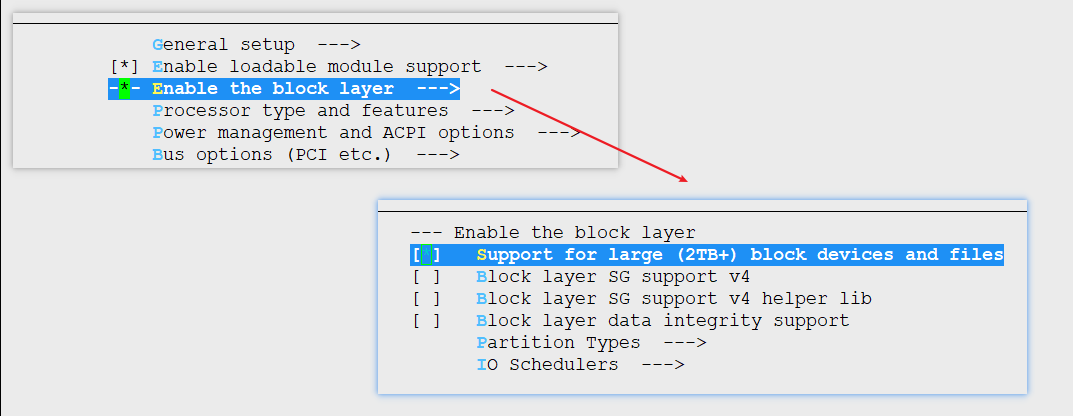 General setup  --->
[*] Enable loadable module support  --->
-*- Enable the block layer  --->
Processor type and features  --->
Power management and ACPI options  --->
Bus options (PCI etc.)  --->
--- Enable the block layer
[*]   Support for large (2TB+) block devices and files
[ ]   Block layer SG support v4
[ ]   Block layer SG support v4 helper lib
[ ]   Block layer data integrity support
Partition Types  --->
IO Schedulers  --->